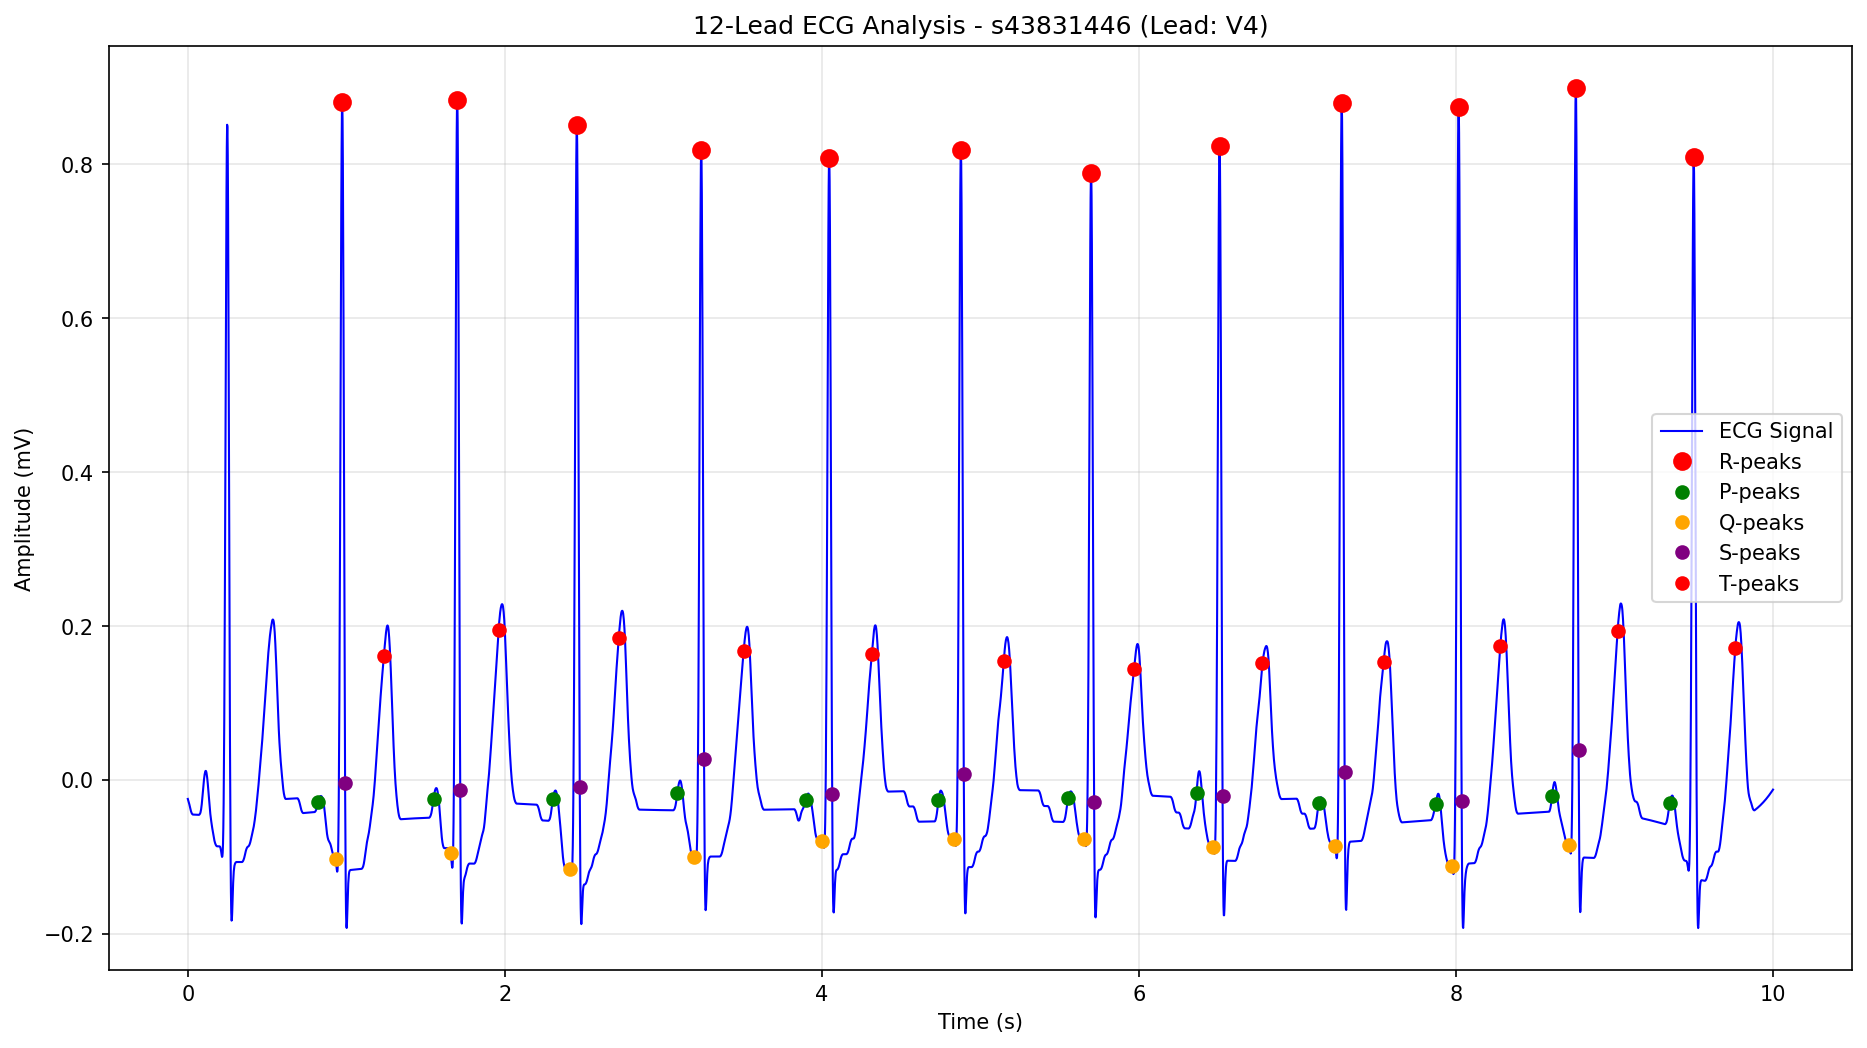 12-Lead ECG Analysis - s43831446 (Lead: V4)
Amplitude (mV)
0.8
0.6
0.4
0.2
0.0
−0.2
ECG Signal
R-peaks
P-peaks
Q-peaks
S-peaks
T-peaks
0 2 4 6 8 10
Time (s)